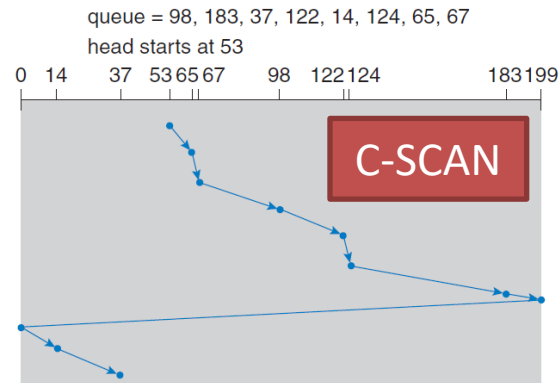 queue = 98, 183, 37, 122, 14, 124, 65, 67
head starts at 53
0 14 37 53 65 67 98 122 124 183 199
C-SCAN